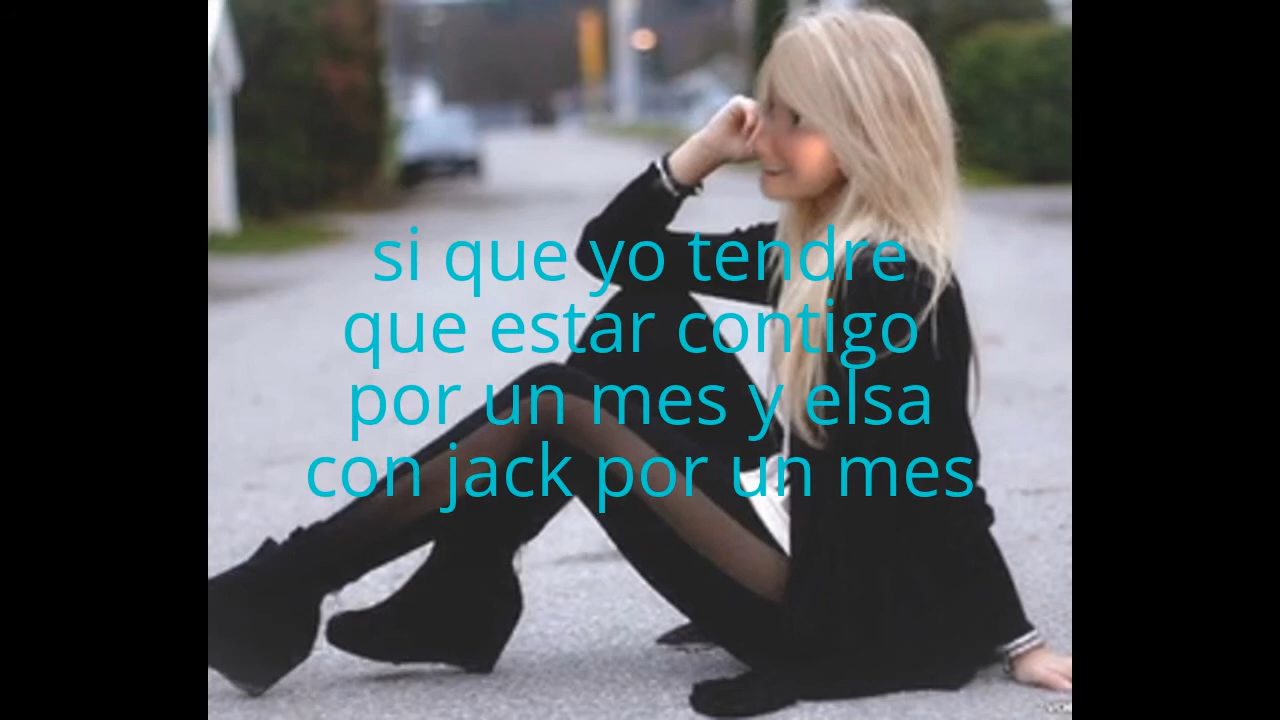 si que yo tendre
que estar contigo
por un mes y elsa
con jack por un mes